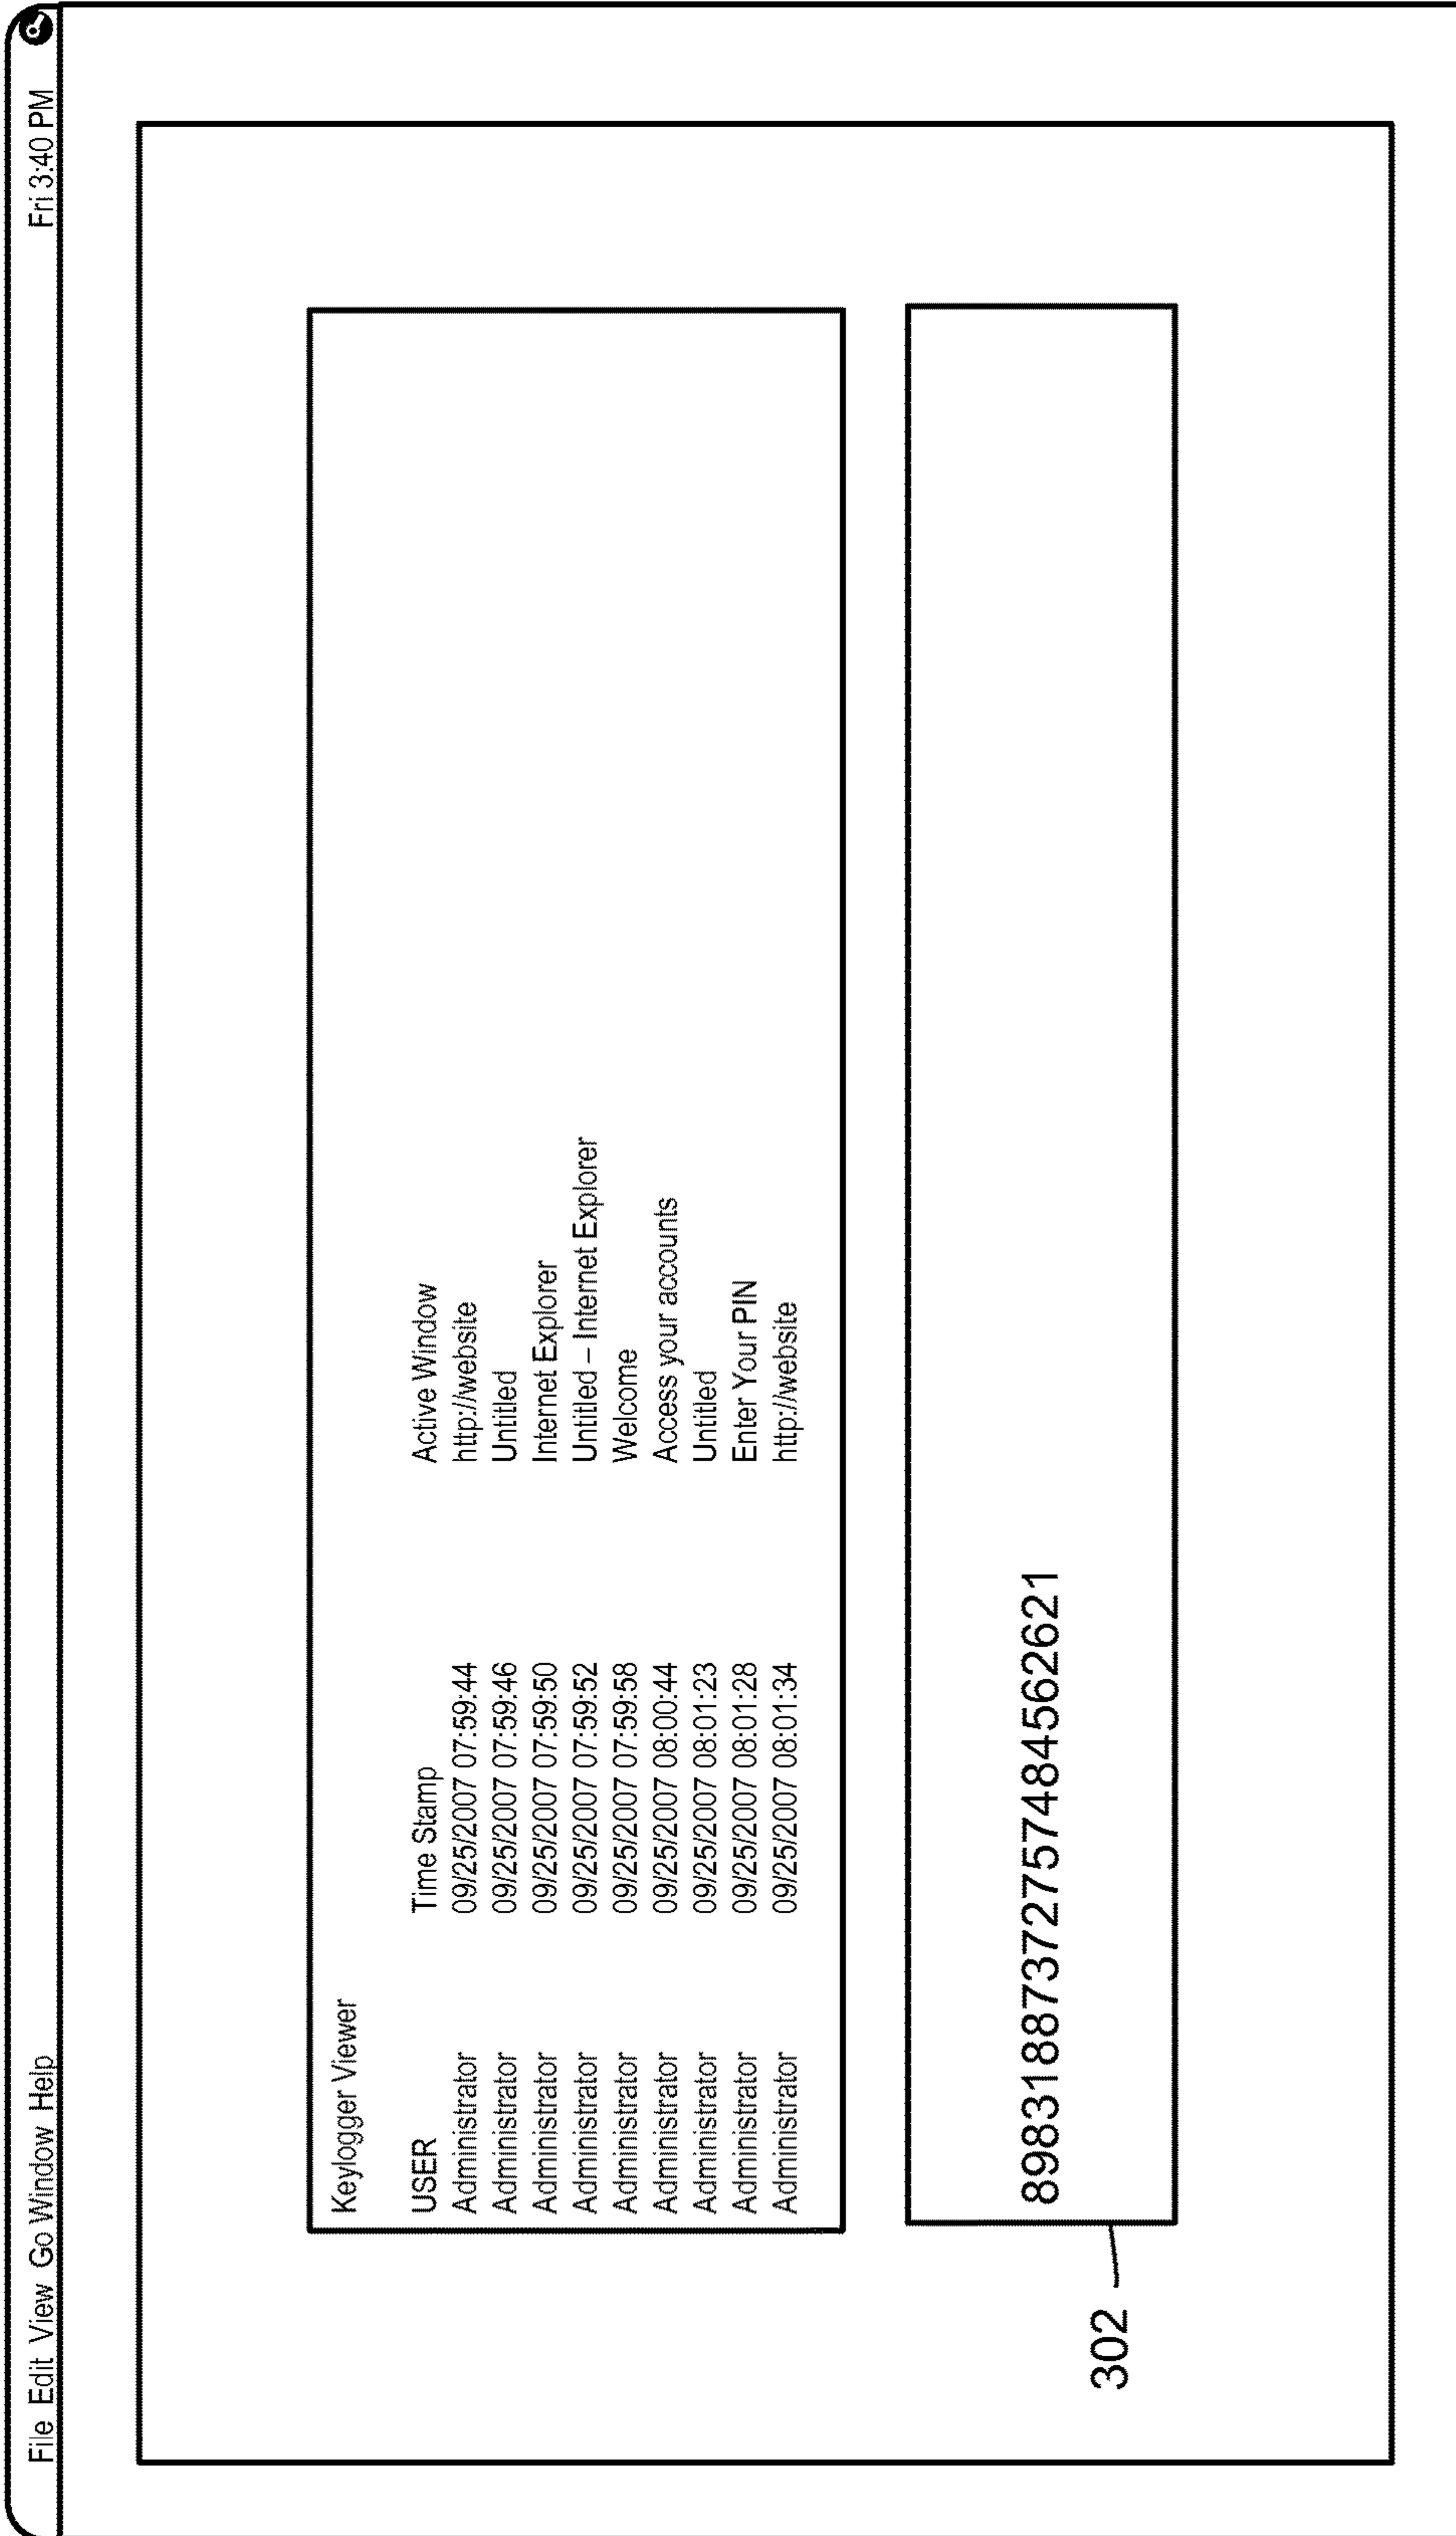 File Edit View Go Window Help Fri 3:40 PM
Keylogger Viewer
USER Time Stamp Active Window
Administrator 09/25/2007 07:59:44 http://website
Administrator 09/25/2007 07:59:46 Untitled
Administrator 09/25/2007 07:59:50 Internet Explorer
Administrator 09/25/2007 07:59:52 Untitled – Internet Explorer
Administrator 09/25/2007 07:59:58 Welcome
Administrator 09/25/2007 08:00:44 Access your accounts
Administrator 09/25/2007 08:01:23 Untitled
Administrator 09/25/2007 08:01:28 Enter Your PIN
Administrator 09/25/2007 08:01:34 http://website
89831887372757484562621
302